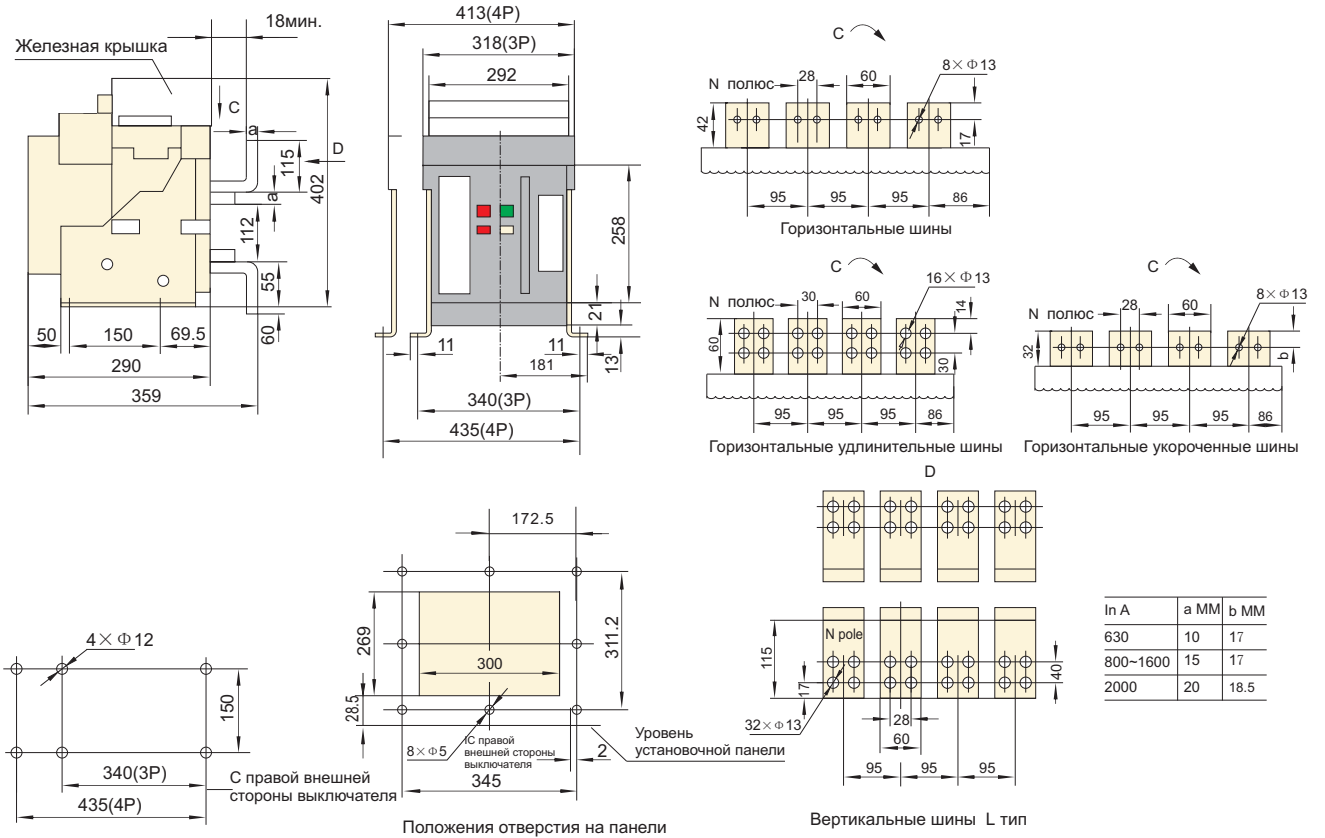 18мин.
Железная крышка
C
a
115
D
402
a
112
55
60
50
150
69.5
290
359
413(4P)
318(3P)
292
258
21
11
11
181
13
340(3P)
435(4P)
C
8×Φ13
N полюс
28
60
42
17
95
95
95
86
Горизонтальные шины
C
16×Φ13
N полюс
30
60
14
60
30
95
95
95
86
Горизонтальные удлинительные шины
C
8×Φ13
N полюс
28
60
32
b
95
95
95
86
Горизонтальные укороченные шины
4×Φ12
150
340(3P)
435(4P)
С правой внешней
стороны выключателя
172.5
269
300
311.2
28.5
8×Φ5
IС правой
внешней стороны
выключателя
2
345
Уровень
установочной панели
Положения отверстия на панели
D
N pole
115
17
40
32×Φ13
28
60
95
95
95
Вертикальные шины L тип
In A a MM b MM
630 10 17
800~1600 15 17
2000 20 18.5